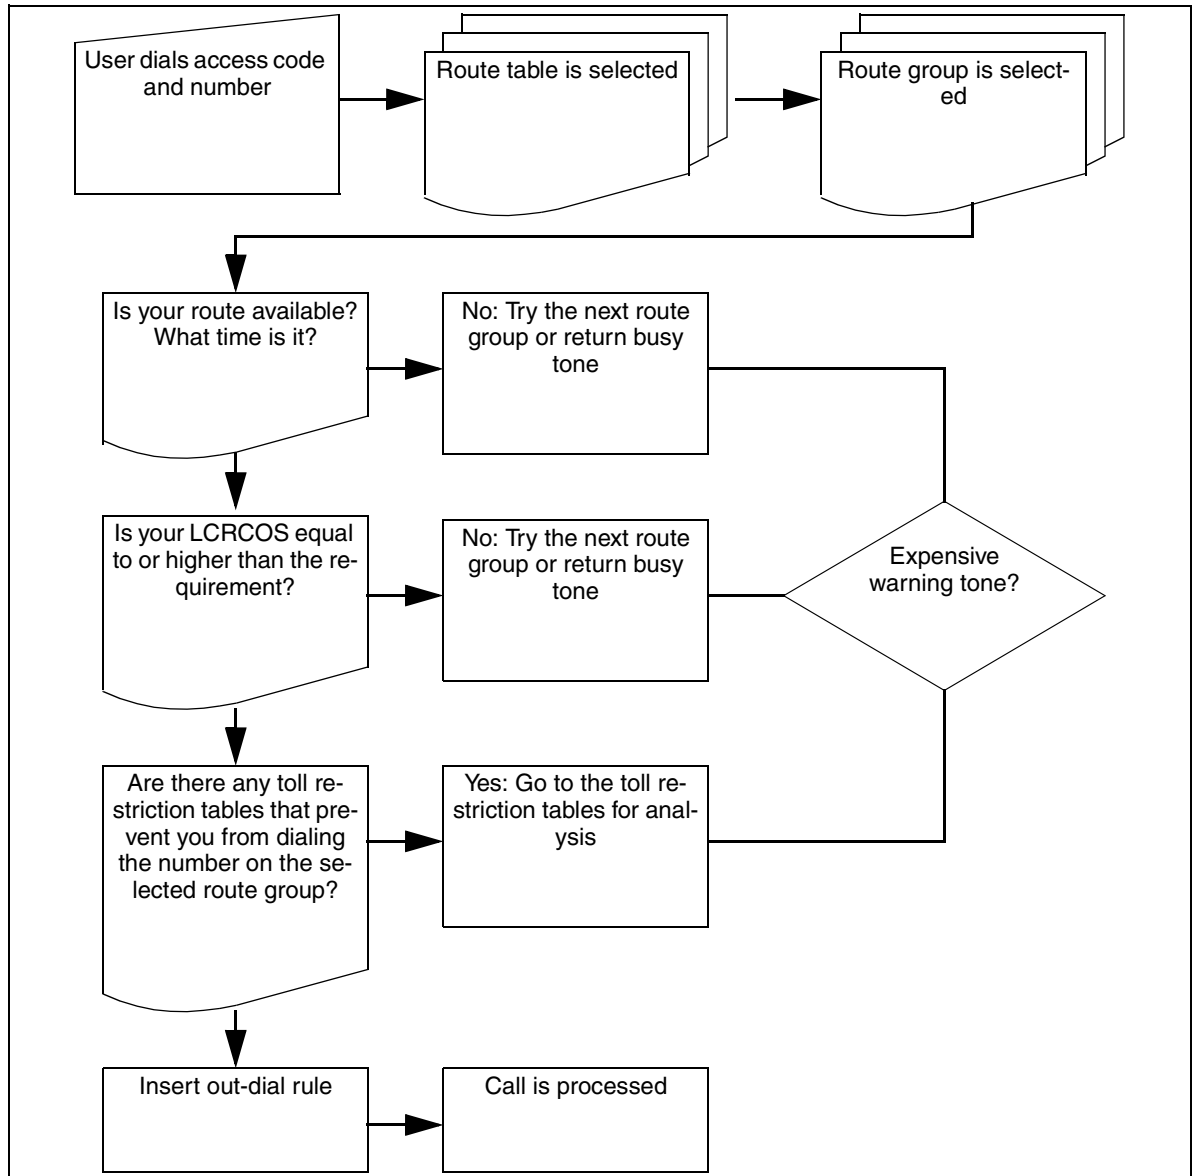 User dials access code
and number
Route table is selected
Route group is select-
ed
Is your route available?
What time is it?
No: Try the next route
group or return busy
tone
Is your LCRCOS equal
to or higher than the re-
quirement?
No: Try the next route
group or return busy
tone
Expensive
warning tone?
Are there any toll re-
striction tables that pre-
vent you from dialing
the number on the se-
lected route group?
Yes: Go to the toll re-
striction tables for anal-
ysis
Insert out-dial rule
Call is processed